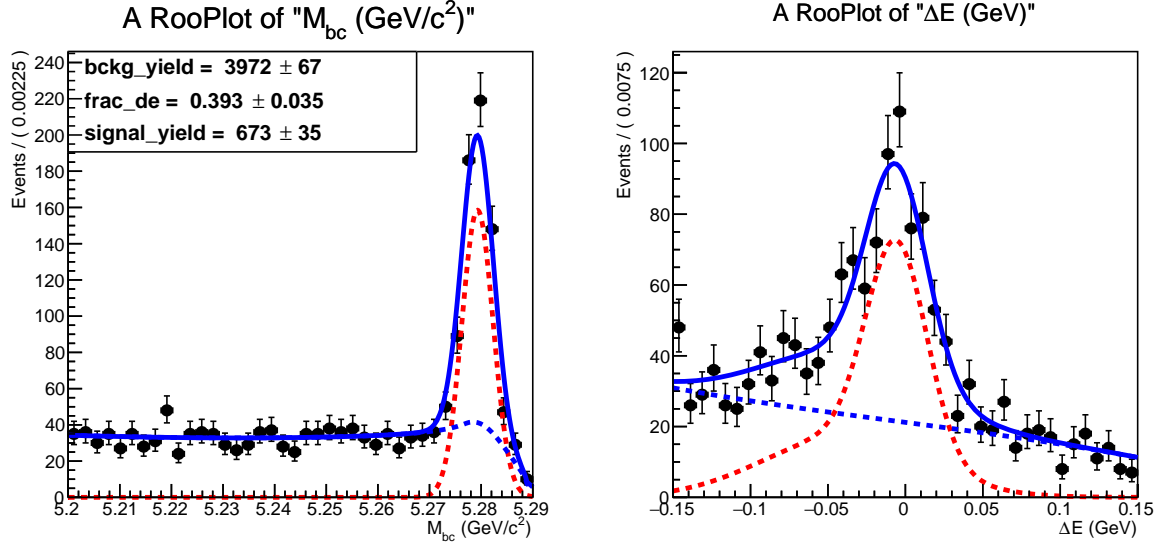 A RooPlot of "M_bc (GeV/c^2)"
bckg_yield = 3972 ± 67
frac_de = 0.393 ± 0.035
signal_yield = 673 ± 35
Events / ( 0.00225 )
240
220
200
180
160
140
120
100
80
60
40
20
0
5.2 5.21 5.22 5.23 5.24 5.25 5.26 5.27 5.28 5.29
M_bc (GeV/c^2)
A RooPlot of "ΔE (GeV)"
Events / ( 0.0075 )
120
100
80
60
40
20
0
−0.15 −0.1 −0.05 0 0.05 0.1 0.15
ΔE (GeV)